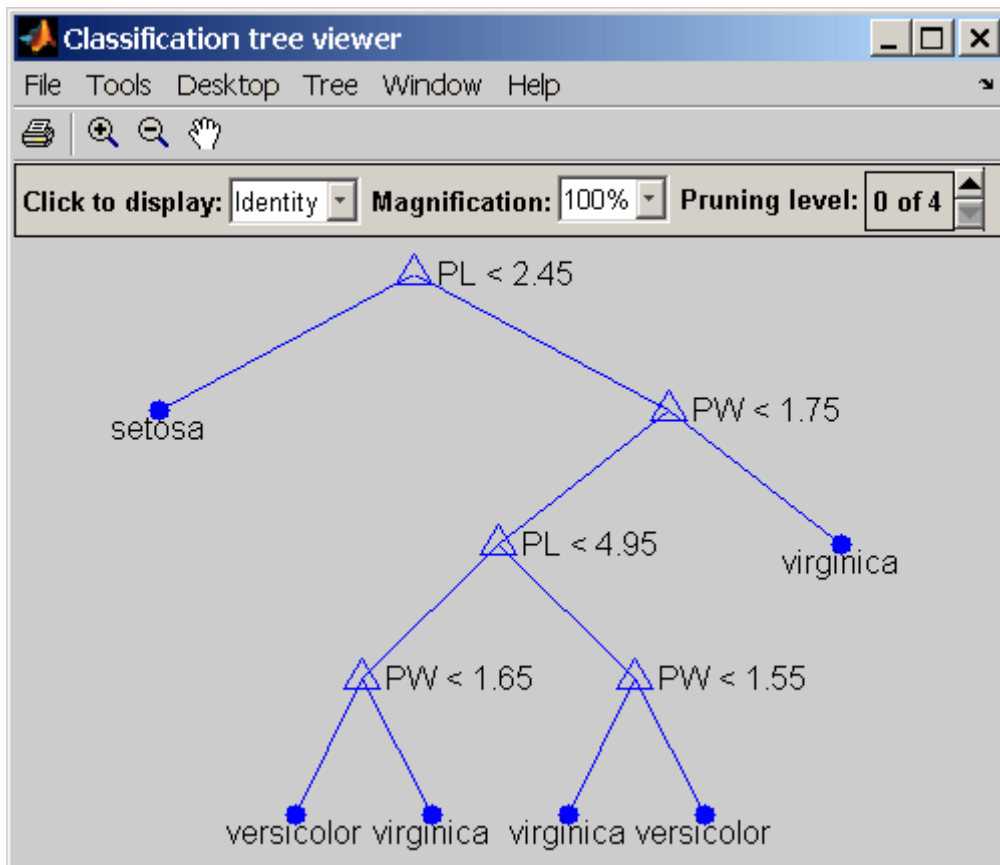 Classification tree viewer
File Tools Desktop Tree Window Help
Click to display: Identity Magnification: 100% Pruning level: 0 of 4
PL < 2.45
setosa
PW < 1.75
PL < 4.95
virginica
PW < 1.65
PW < 1.55
versicolor virginica virginica versicolor